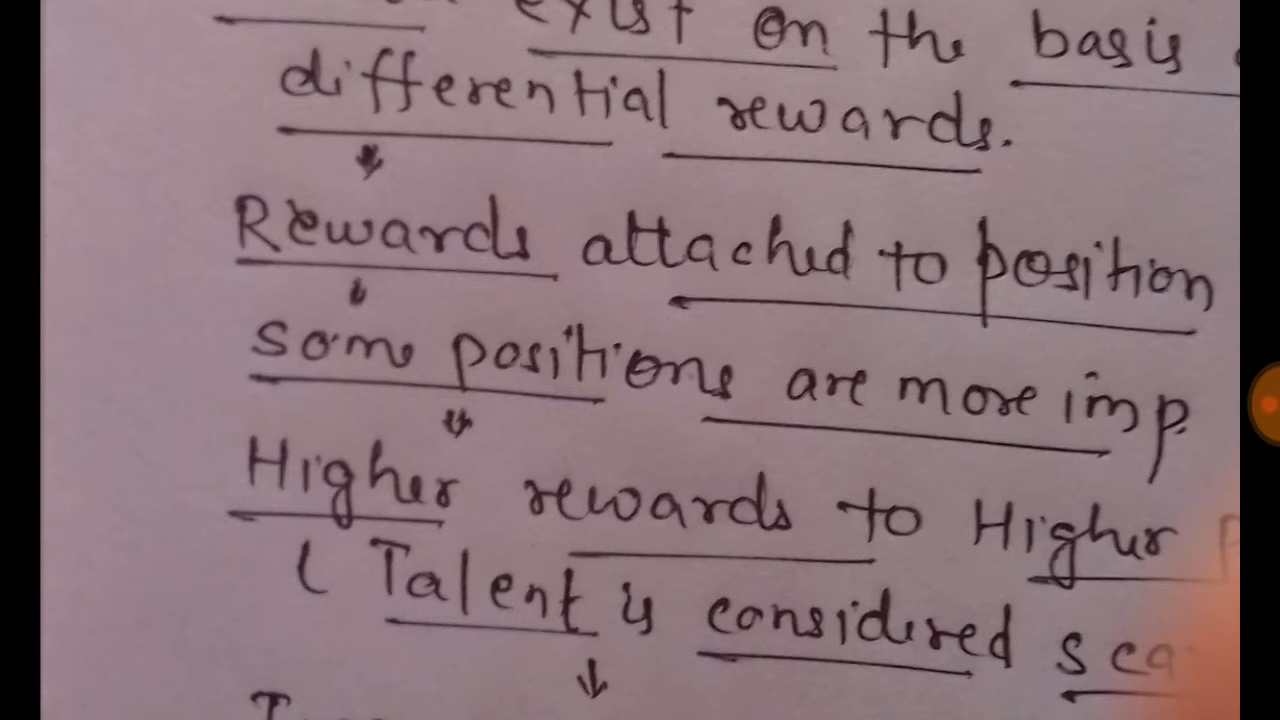 exist on the basis
differential rewards.
Rewards attached to position
some positions are more imp.
Higher rewards to Higher
( Talent is considered